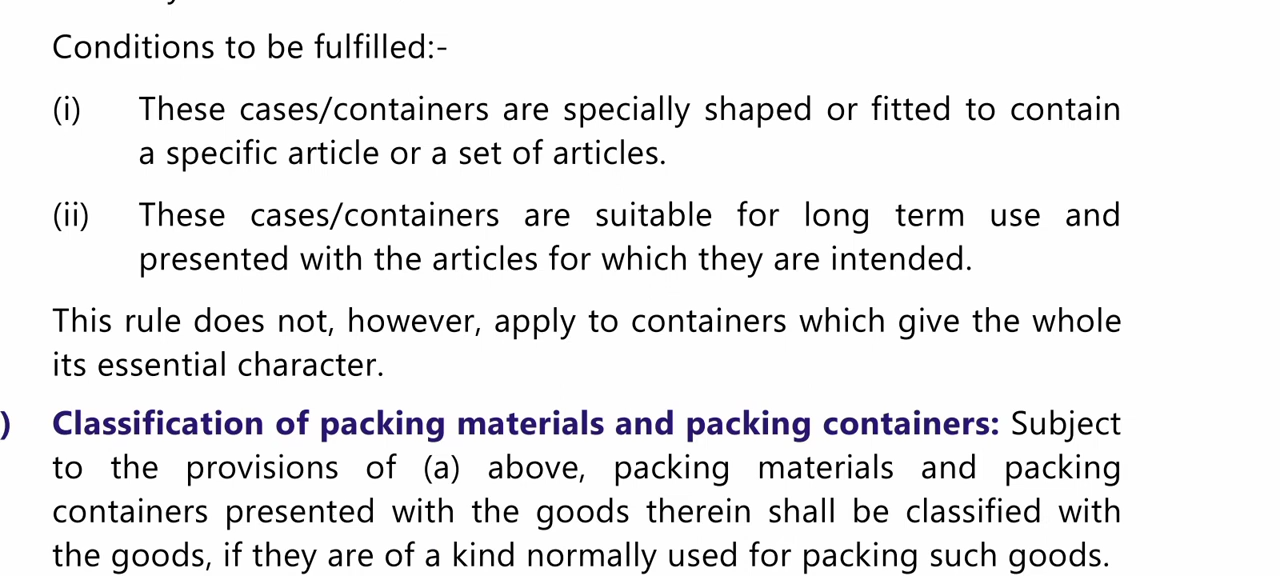 Conditions to be fulfilled:-
(i) These cases/containers are specially shaped or fitted to contain
a specific article or a set of articles.
(ii) These cases/containers are suitable for long term use and
presented with the articles for which they are intended.
This rule does not, however, apply to containers which give the whole
its essential character.
) Classification of packing materials and packing containers: Subject
to the provisions of (a) above, packing materials and packing
containers presented with the goods therein shall be classified with
the goods, if they are of a kind normally used for packing such goods.